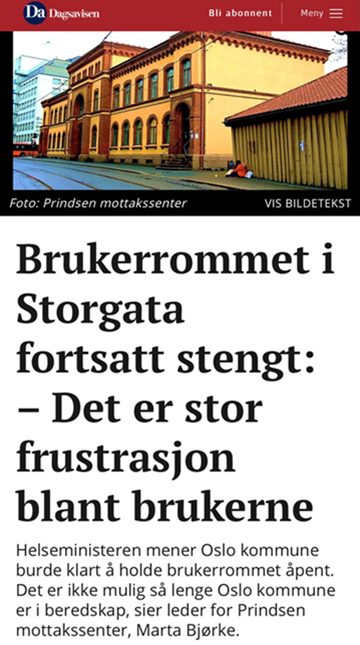 Da Dagsavisen
Bli abonnent
Meny
Foto: Prindsen mottakssenter
VIS BILDETEKST
Brukerrommet i
Storgata
fortsatt stengt:
– Det er stor
frustrasjon
blant brukerne
Helseministeren mener Oslo kommune
burde klart å holde brukerrommet åpent.
Det er ikke mulig så lenge Oslo kommune
er i beredskap, sier leder for Prindsen
mottakssenter, Marta Bjørke.